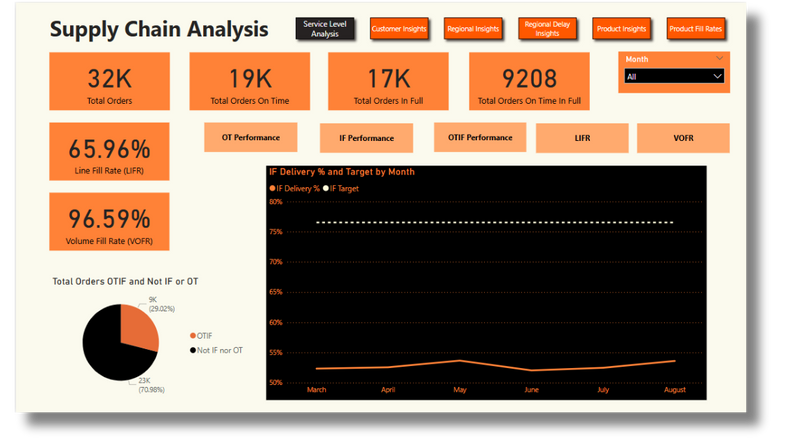 Supply Chain Analysis
Service Level
Analysis
Customer Insights
Regional Insights
Regional Delay
Insights
Product Insights
Product Fill Rates
32K
Total Orders
19K
Total Orders On Time
17K
Total Orders In Full
9208
Total Orders On Time In Full
Month
All
65.96%
Line Fill Rate (LIFR)
OT Performance
IF Performance
OTIF Performance
LIFR
VOFR
96.59%
Volume Fill Rate (VOFR)
IF Delivery % and Target by Month
IF Delivery %
IF Target
80%
75%
70%
65%
60%
55%
50%
March
April
May
June
July
August
Total Orders OTIF and Not IF or OT
9K
(29.02%)
OTIF
Not IF nor OT
23K
(70.98%)